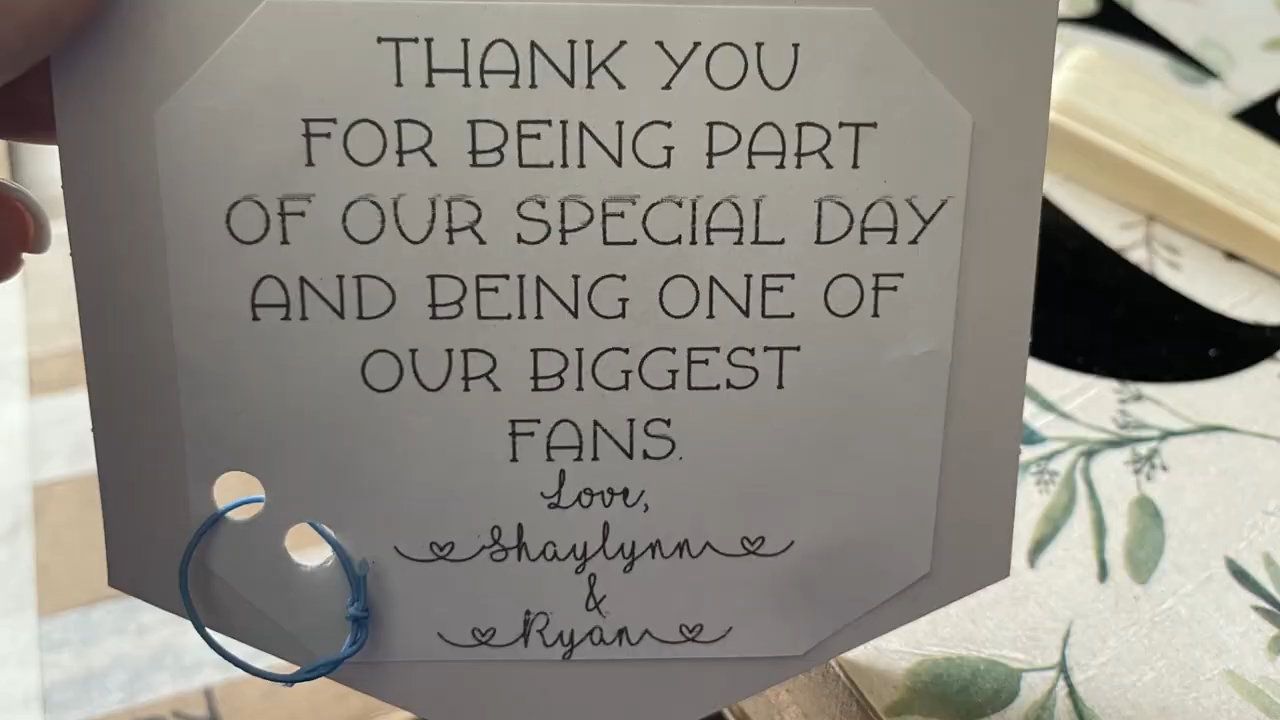 THANK YOU
FOR BEING PART
OF OUR SPECIAL DAY
AND BEING ONE OF
OUR BIGGEST
FANS.
Love,
Shaylynn
&
Ryan